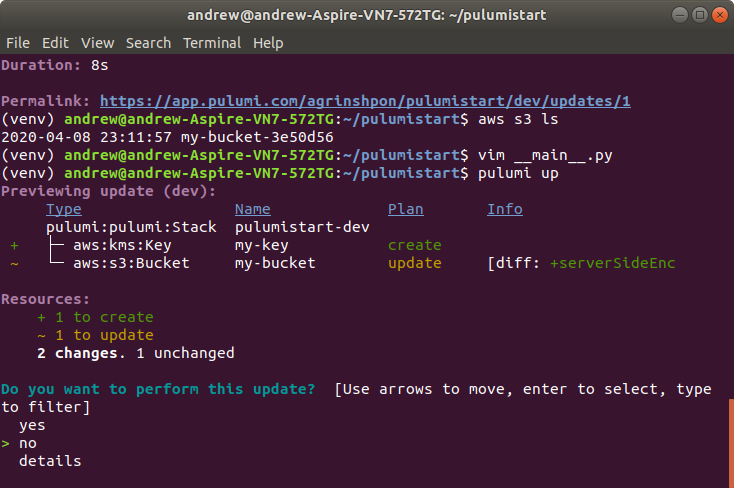 andrew@andrew-Aspire-VN7-572TG: ~/pulumistart
File Edit View Search Terminal Help
Duration: 8s
Permalink: https://app.pulumi.com/agrinshpon/pulumistart/dev/updates/1
(venv) andrew@andrew-Aspire-VN7-572TG:~/pulumistart$ aws s3 ls
2020-04-08 23:11:57 my-bucket-3e50d56
(venv) andrew@andrew-Aspire-VN7-572TG:~/pulumistart$ vim __main__.py
(venv) andrew@andrew-Aspire-VN7-572TG:~/pulumistart$ pulumi up
Previewing update (dev):
Type Name Plan Info
pulumi:pulumi:Stack pulumistart-dev
+ ├─ aws:kms:Key my-key create
~ └─ aws:s3:Bucket my-bucket update [diff: +serverSideEnc
Resources:
+ 1 to create
~ 1 to update
2 changes. 1 unchanged
Do you want to perform this update? [Use arrows to move, enter to select, type
to filter]
yes
> no
details